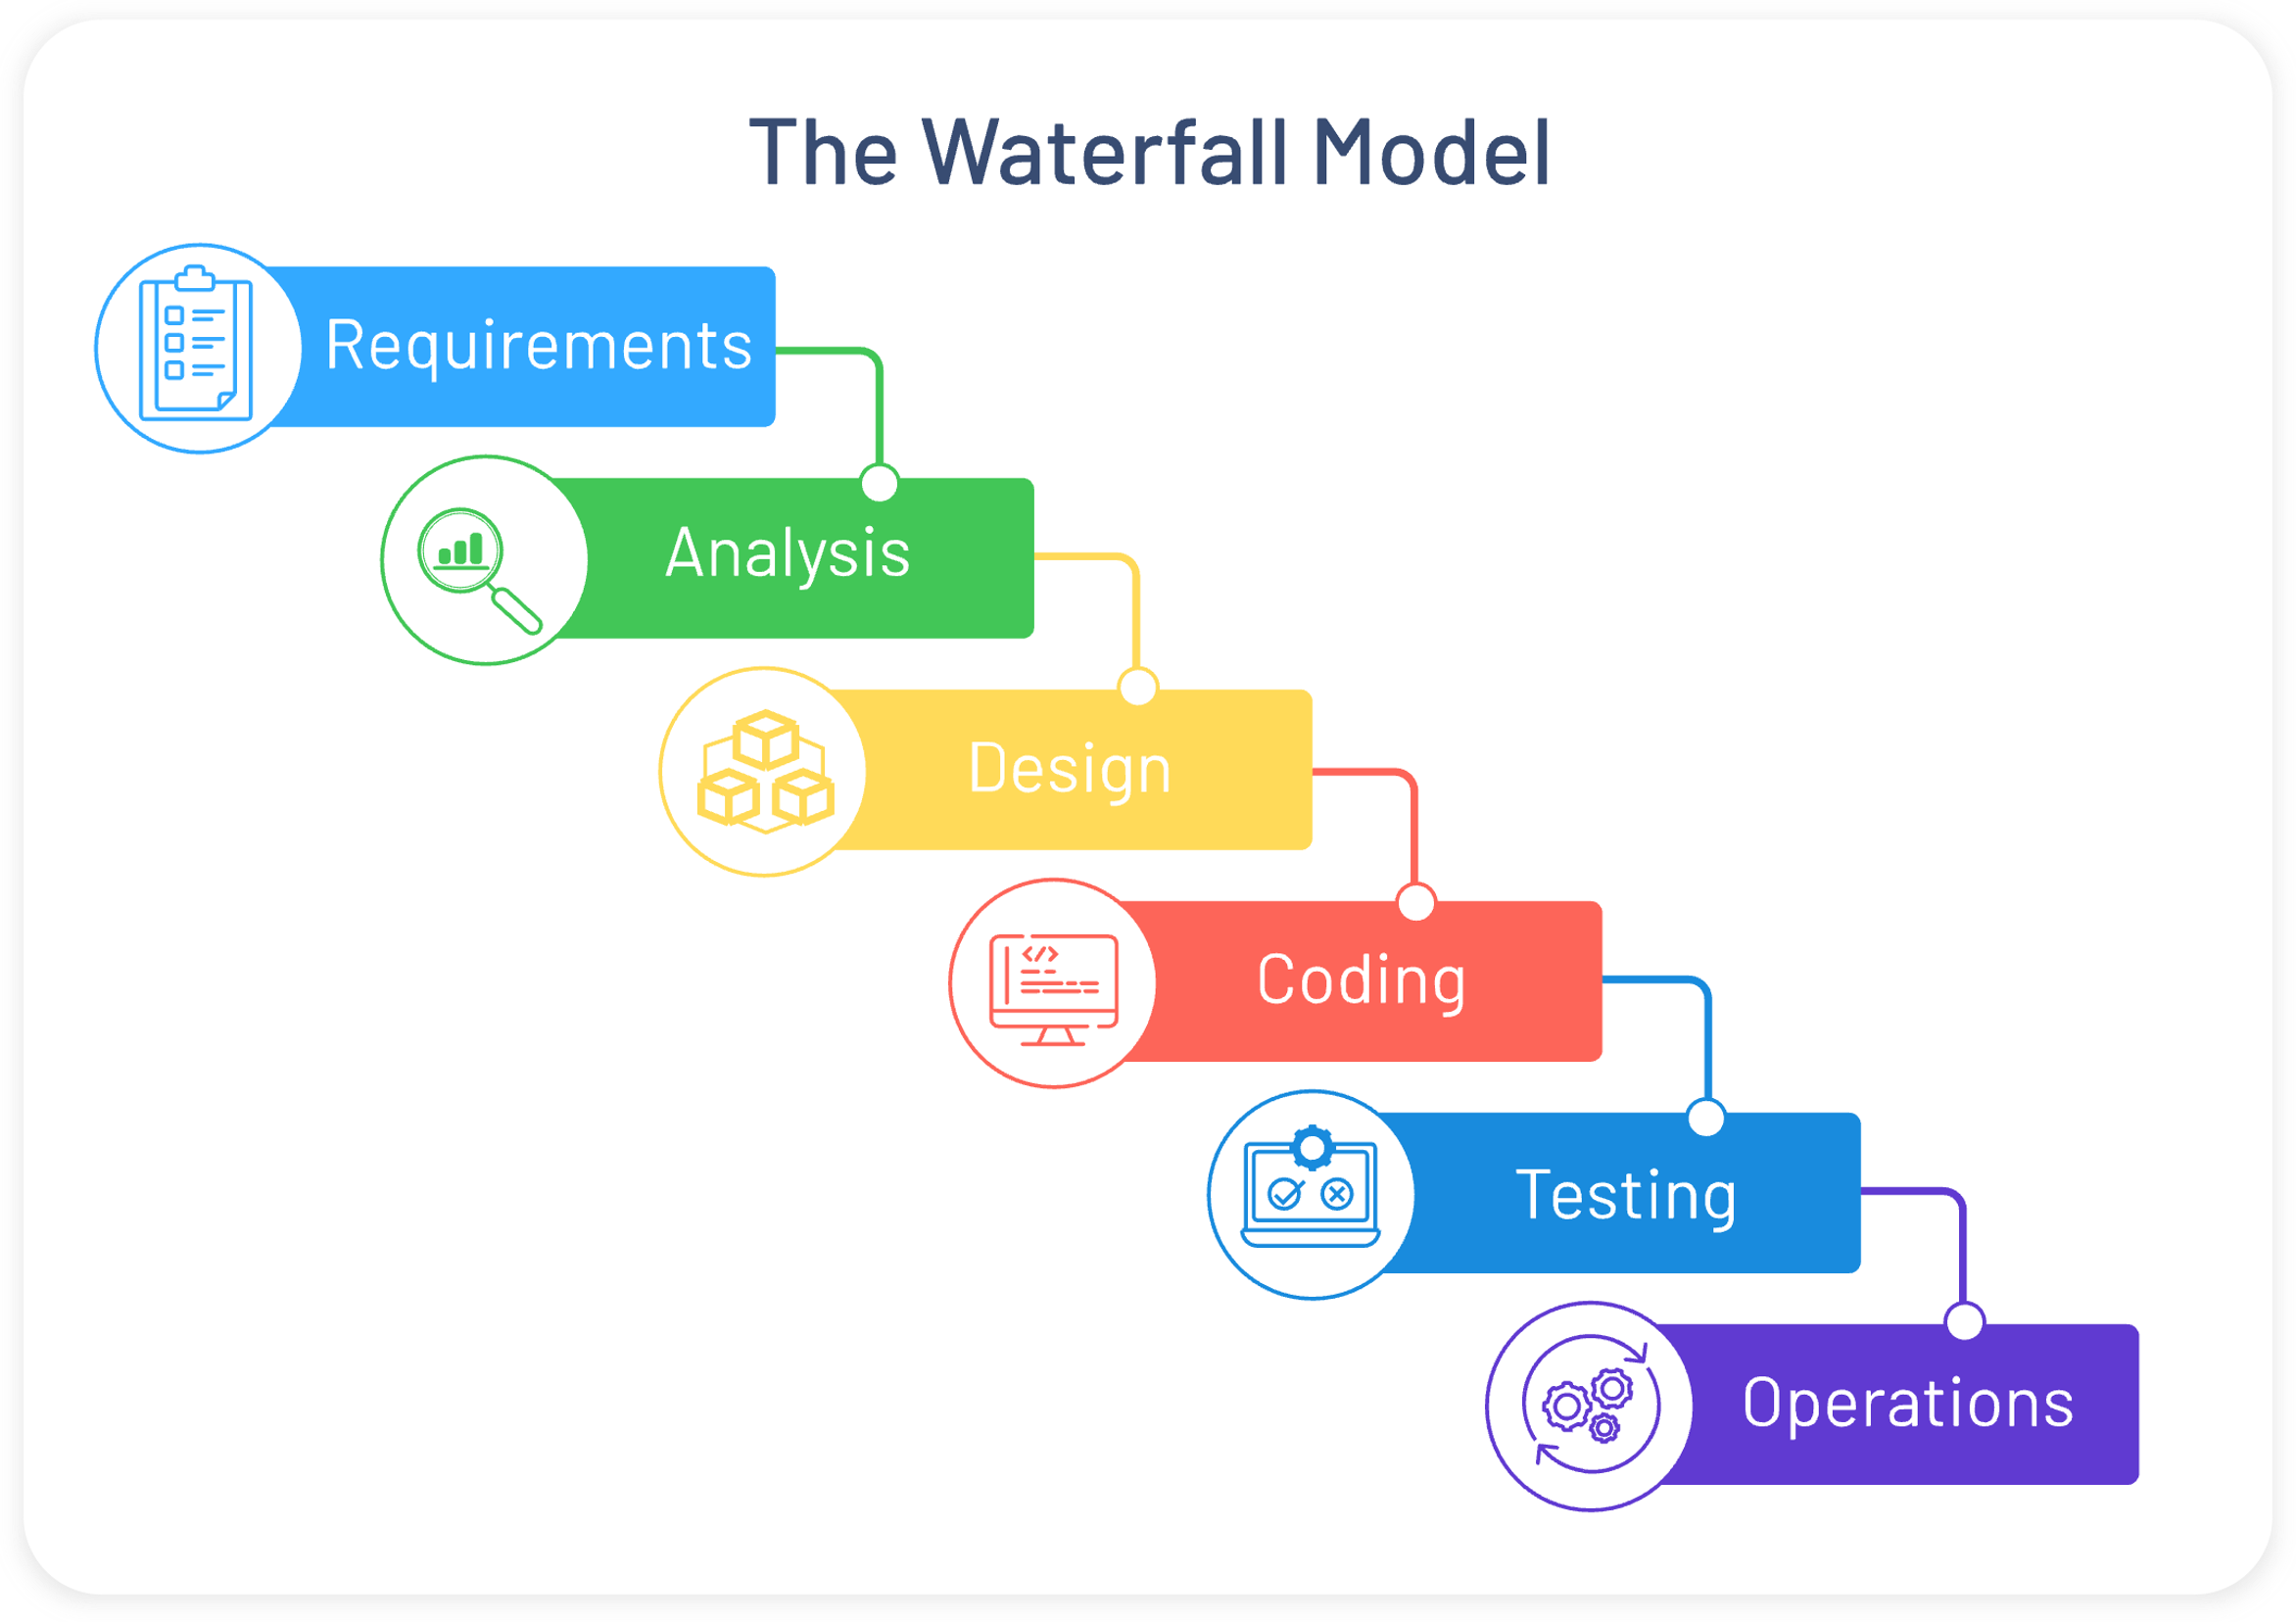 The Waterfall Model
Requirements
Analysis
Design
Coding
Testing
Operations